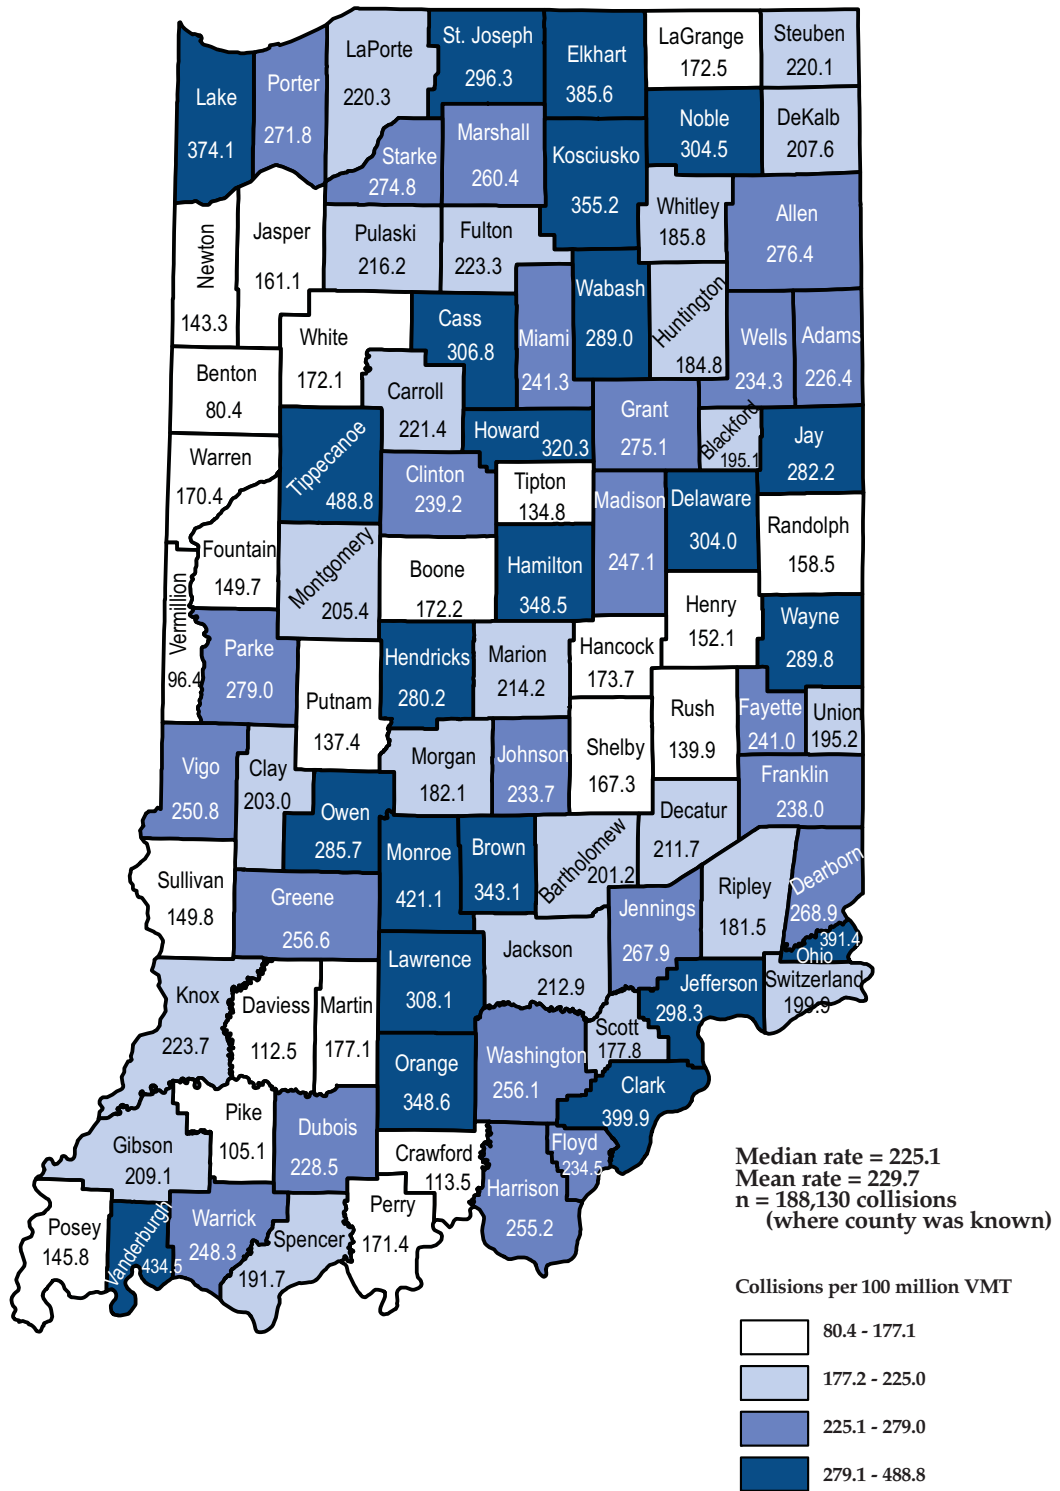 LaPorte
220.3
St. Joseph
296.3
Elkhart
385.6
LaGrange
172.5
Steuben
220.1
Lake
374.1
Porter
271.8
Noble
304.5
DeKalb
207.6
Starke
274.8
Marshall
260.4
Kosciusko
355.2
Whitley
185.8
Allen
276.4
Newton
143.3
Jasper
161.1
Pulaski
216.2
Fulton
223.3
Wabash
289.0
Huntington
184.8
White
172.1
Cass
306.8
Miami
241.3
Wells
234.3
Adams
226.4
Benton
80.4
Carroll
221.4
Grant
275.1
Blackford
195.1
Jay
282.2
Warren
170.4
Tippecanoe
488.8
Howard
320.3
Clinton
239.2
Tipton
134.8
Madison
247.1
Delaware
304.0
Randolph
158.5
Fountain
149.7
Montgomery
205.4
Boone
172.2
Hamilton
348.5
Henry
152.1
Wayne
289.8
Vermillion
96.4
Parke
279.0
Putnam
137.4
Hendricks
280.2
Marion
214.2
Hancock
173.7
Rush
139.9
Fayette
241.0
Union
195.2
Vigo
250.8
Clay
203.0
Morgan
182.1
Johnson
233.7
Shelby
167.3
Franklin
238.0
Owen
285.7
Monroe
421.1
Brown
343.1
Bartholomew
201.2
Decatur
211.7
Sullivan
149.8
Greene
256.6
Jennings
267.9
Ripley
181.5
Dearborn
268.9
391.4
Ohio
Lawrence
308.1
Jackson
212.9
Jefferson
298.3
Switzerland
199.9
Knox
223.7
Daviess
112.5
Martin
177.1
Scott
177.8
Orange
348.6
Washington
256.1
Clark
399.9
Pike
105.1
Dubois
228.5
Gibson
209.1
Crawford
113.5
Floyd
234.5
Harrison
255.2
Posey
145.8
Vanderburgh
434.5
Warrick
248.3
Spencer
191.7
Perry
171.4
Median rate = 225.1
Mean rate = 229.7
n = 188,130 collisions
(where county was known)
Collisions per 100 million VMT
80.4 - 177.1
177.2 - 225.0
225.1 - 279.0
279.1 - 488.8